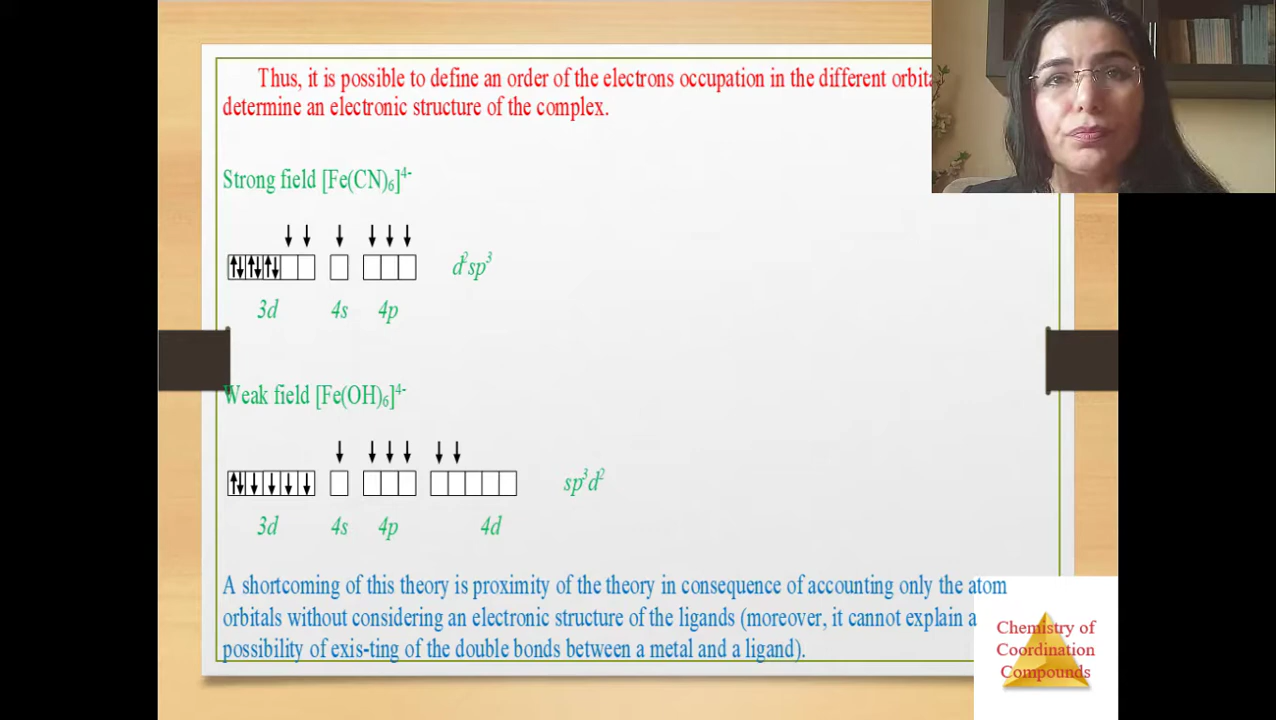 Thus, it is possible to define an order of the electrons occupation in the different
determine an electronic structure of the complex.
Strong field [Fe(CN)₆]⁴⁻
d²sp³
3d 4s 4p
Weak field [Fe(OH)₆]⁴⁻
sp³d²
3d 4s 4p 4d
A shortcoming of this theory is proximity of the theory in consequence of accounting only the atom
orbitals without considering an electronic structure of the ligands (moreover, it cannot explain a
possibility of exis-ting of the double bonds between a metal and a ligand).
Chemistry of
Coordination
Compounds